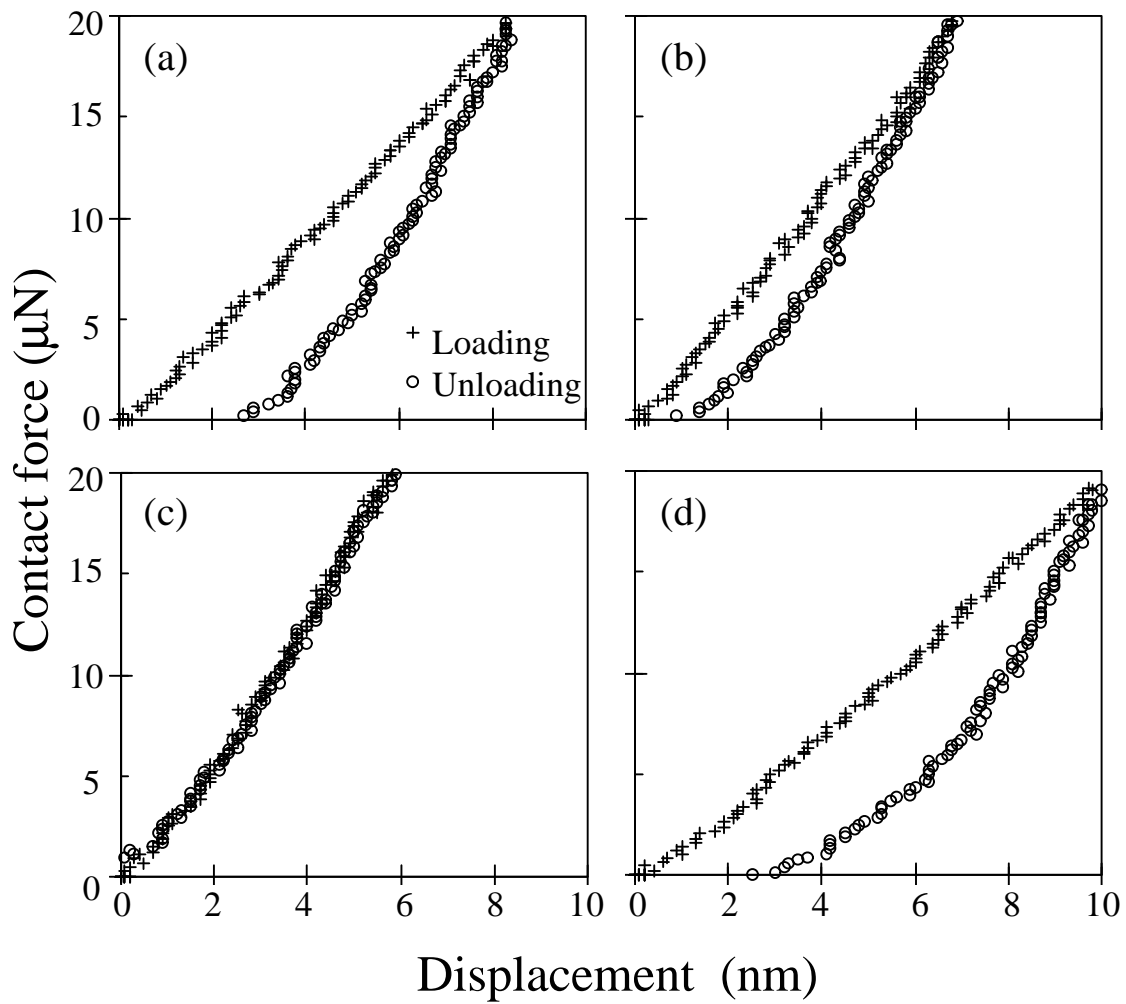 20
(a)
(b)
15
10
5
0
+ Loading
○ Unloading
Contact force (μN)
20
(c)
(d)
15
10
5
0
0 2 4 6 8 10
0 2 4 6 8 10
Displacement (nm)